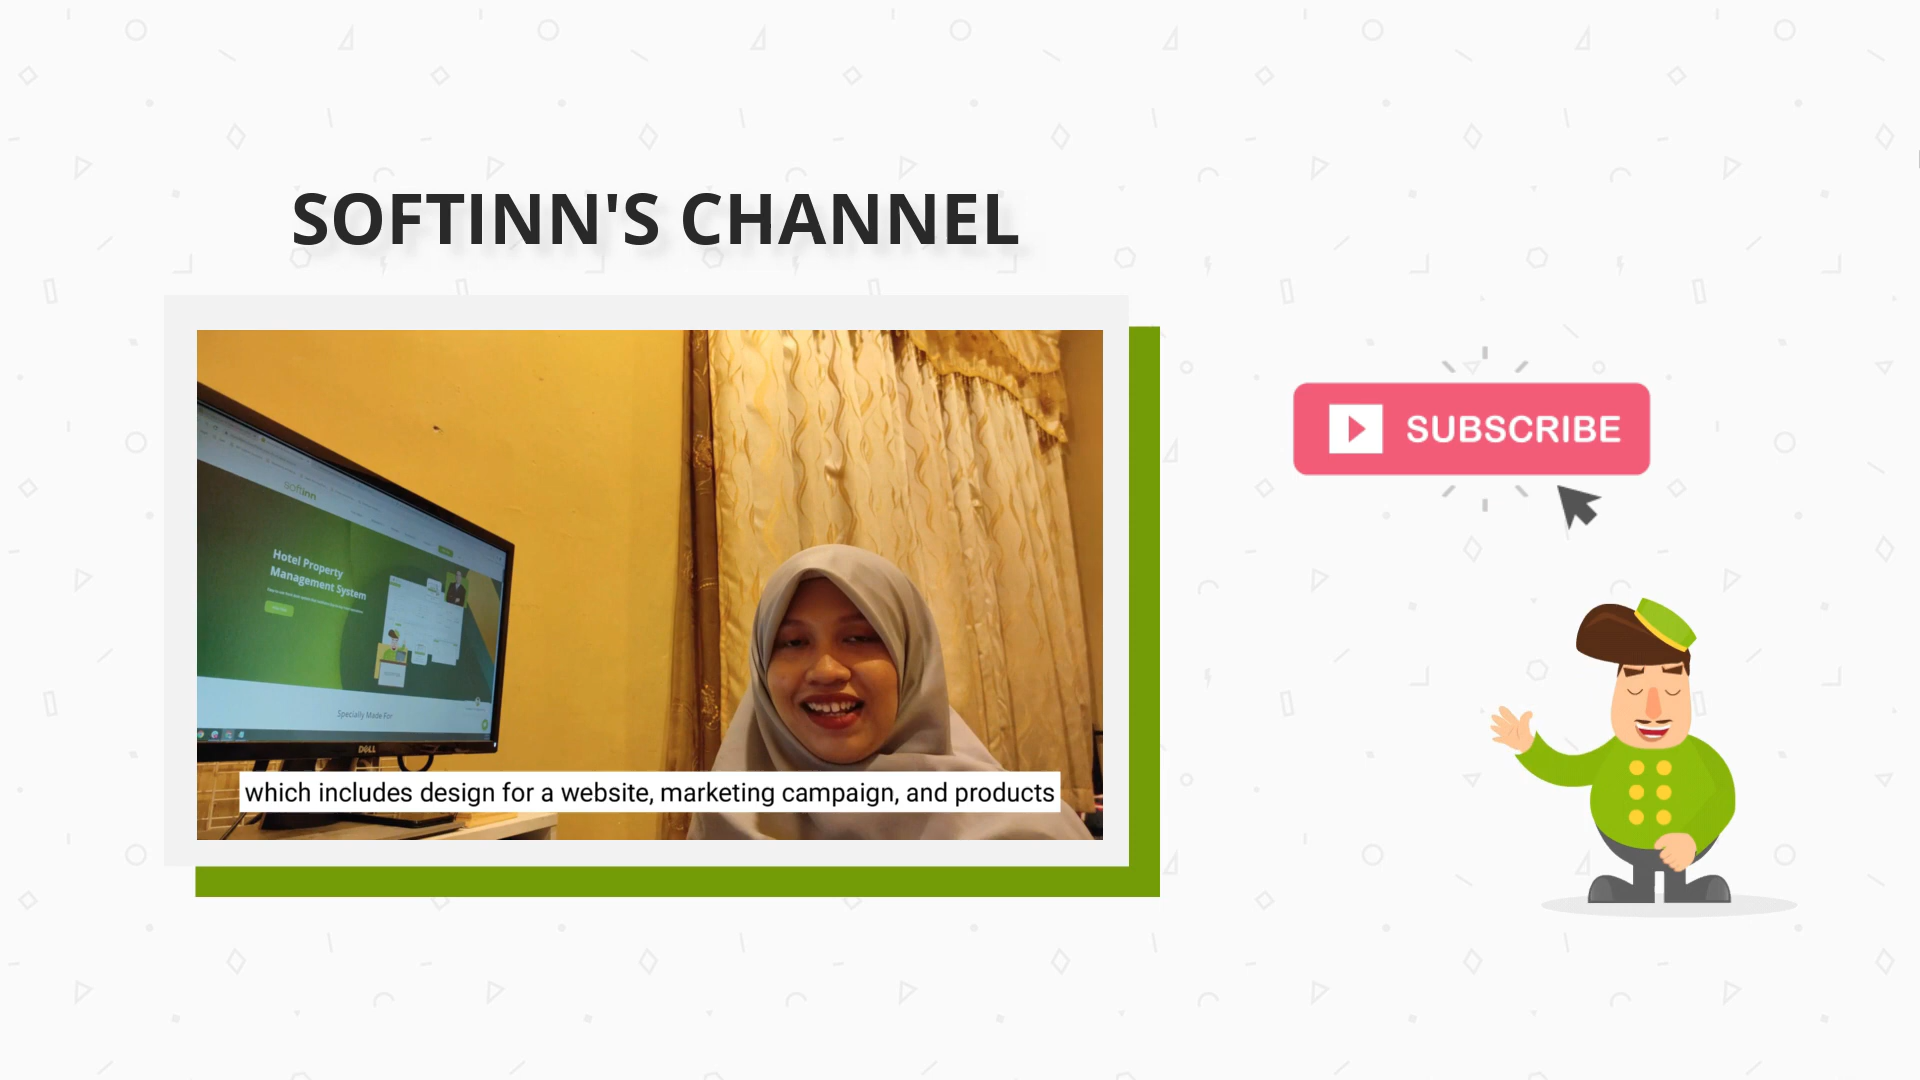 SOFTINN'S CHANNEL
SUBSCRIBE
softinn
Hotel Property
Management System
Specially Made For
DELL
which includes design for a website, marketing campaign, and products